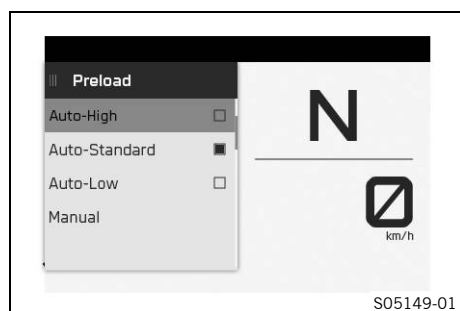 Preload
Auto-High
Auto-Standard
Auto-Low
Manual
N
0
km/h
S05149-01